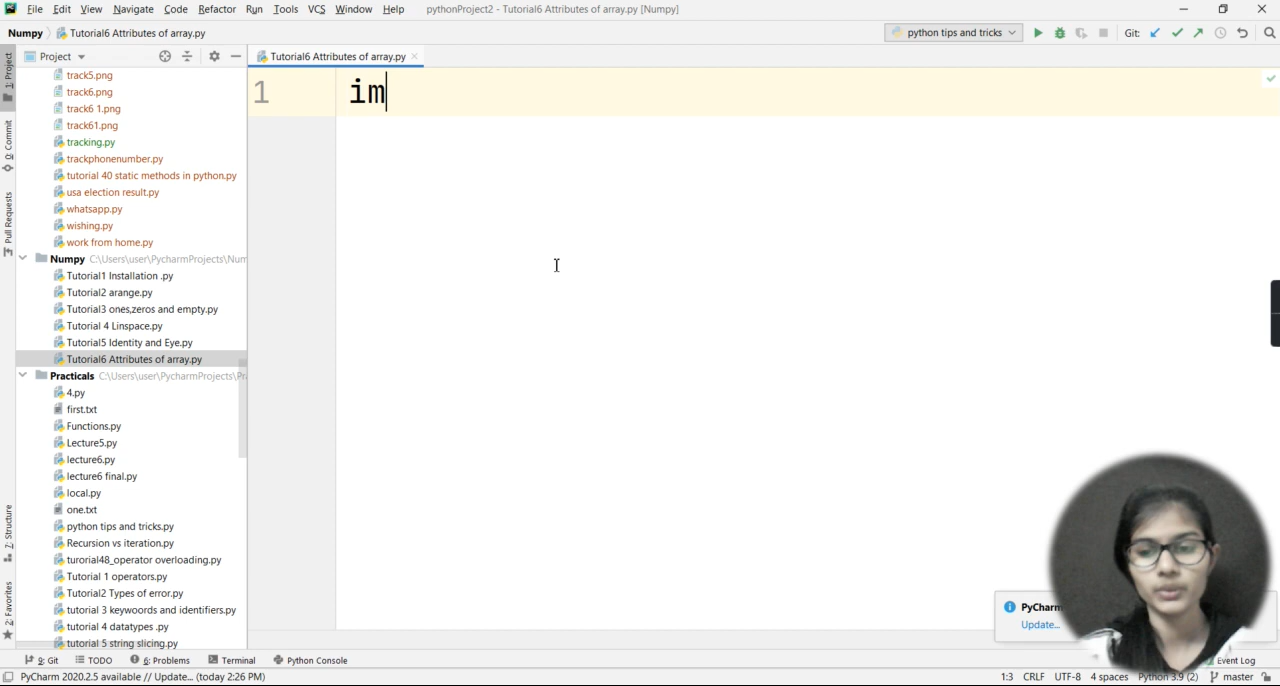 File Edit View Navigate Code Refactor Run Tools VCS Window Help pythonProject2 - Tutorial6 Attributes of array.py [Numpy]
Numpy Tutorial6 Attributes of array.py python tips and tricks Git:
1: Project
Commit
Pull Requests
Z: Structure
2: Favorites
Project
track5.png
track6.png
track6 1.png
track61.png
tracking.py
trackphonenumber.py
tutorial 40 static methods in python.py
usa election result.py
whatsapp.py
wishing.py
work from home.py
Numpy C:\Users\user\PycharmProjects\Num
Tutorial1 Installation .py
Tutorial2 arange.py
Tutorial3 ones,zeros and empty.py
Tutorial 4 Linspace.py
Tutorial5 Identity and Eye.py
Tutorial6 Attributes of array.py
Practicals C:\Users\user\PycharmProjects\Pr
4.py
first.txt
Functions.py
Lecture5.py
lecture6.py
lecture6 final.py
local.py
one.txt
python tips and tricks.py
Recursion vs iteration.py
turorial48_operator overloading.py
Tutorial 1 operators.py
Tutorial2 Types of error.py
tutorial 3 keywoords and identifiers.py
tutorial 4 datatypes .py
tutorial 5 string slicing.py
Tutorial6 Attributes of array.py
1 im
PyCharm
Update...
9: Git TODO 6: Problems Terminal Python Console Event Log
PyCharm 2020.2.5 available // Update... (today 2:26 PM) 1:3 CRLF UTF-8 4 spaces Python 3.9 (2) master